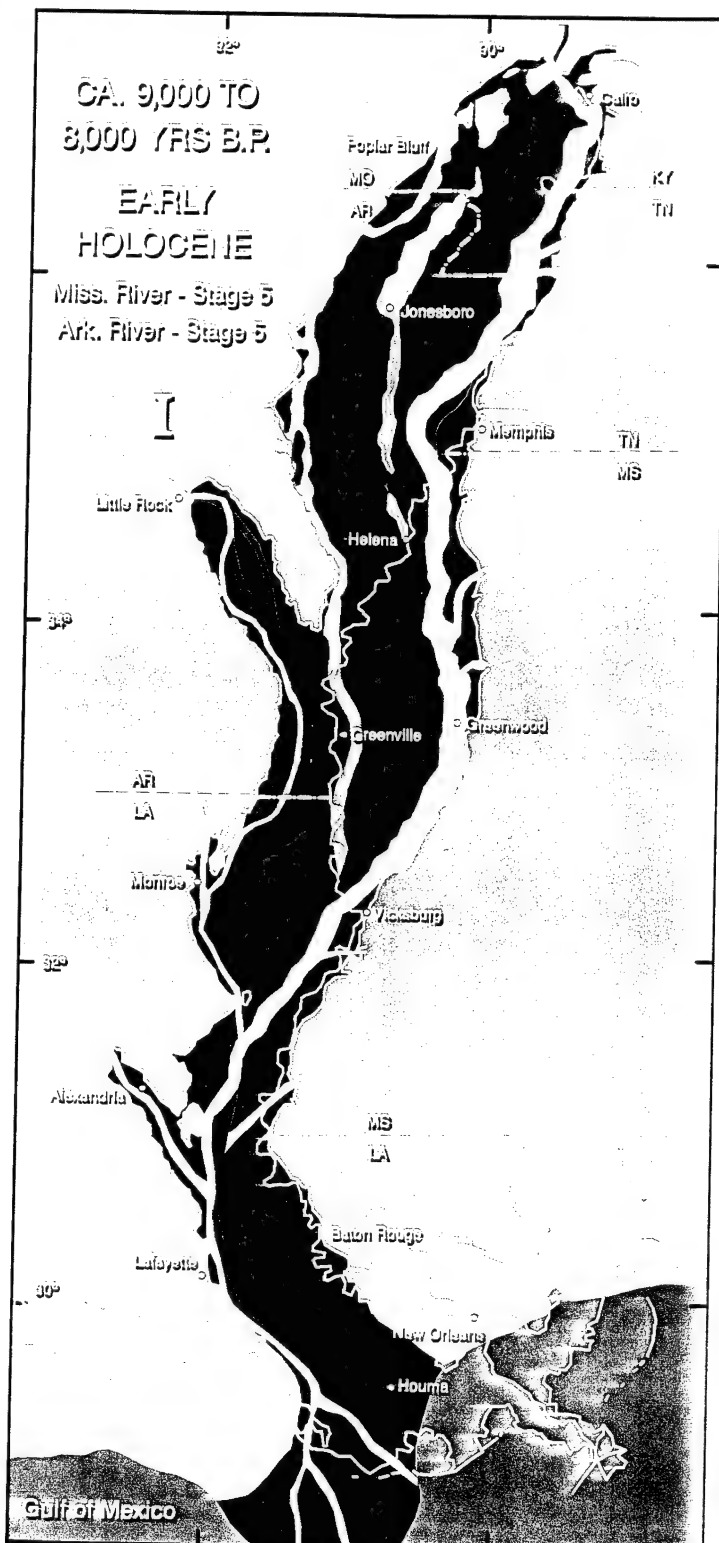 92°
90°
CA. 9,000 TO
8,000 YRS B.P.
EARLY
HOLOCENE
Miss. River - Stage 5
Ark. River - Stage 5
I
Cairo
Poplar Bluff
MO
AR
KY
TN
Jonesboro
Memphis
TN
MS
Little Rock
Helena
34°
Greenville
Greenwood
AR
LA
Monroe
Vicksburg
32°
Alexandria
MS
LA
Baton Rouge
Lafayette
30°
New Orleans
Houma
Gulf of Mexico